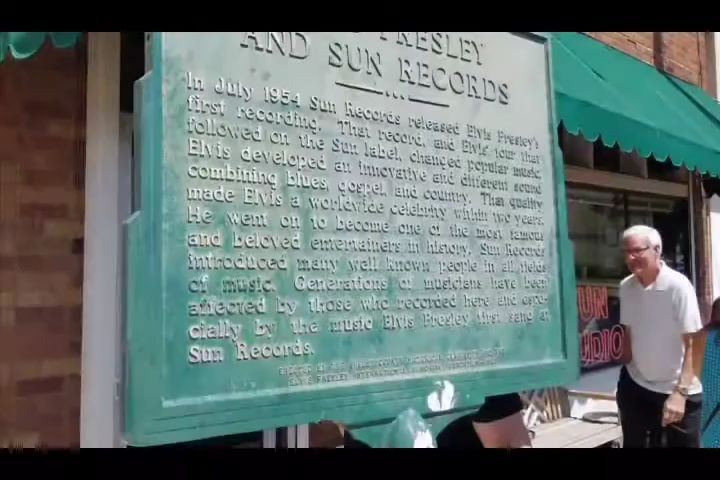 PRESLEY
AND SUN RECORDS
In July 1954 Sun Records released Elvis Presley's
first recording. That record, and Elvis' four that
followed on the Sun label, changed popular music.
Elvis developed an innovative and different sound
combining blues, gospel, and country. That quality
made Elvis a worldwide celebrity within two years.
He went on to become one of the most famous
and beloved entertainers in history. Sun Records
introduced many well known people in all fields
of music. Generations of musicians have been
affected by those who recorded here and espe-
cially by the music Elvis Presley first sang at
Sun Records.
UN
UDIO